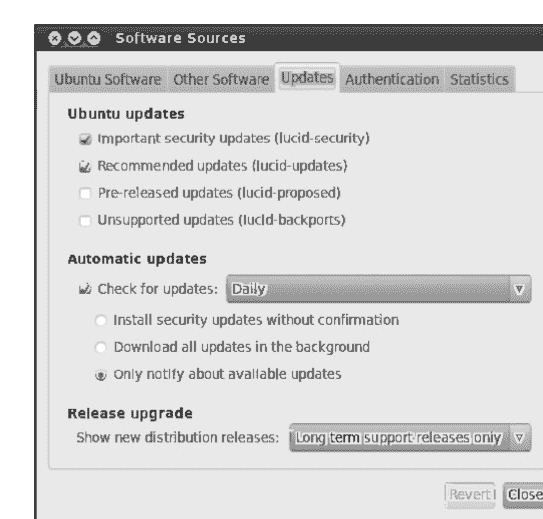 Software Sources
Ubuntu Software Other Software Updates Authentication Statistics
Ubuntu updates
Important security updates (lucid-security)
Recommended updates (lucid-updates)
Pre-released updates (lucid-proposed)
Unsupported updates (lucid-backports)
Automatic updates
Check for updates: Daily
Install security updates without confirmation
Download all updates in the background
Only notify about available updates
Release upgrade
Show new distribution releases: Long term support releases only
Revert Close